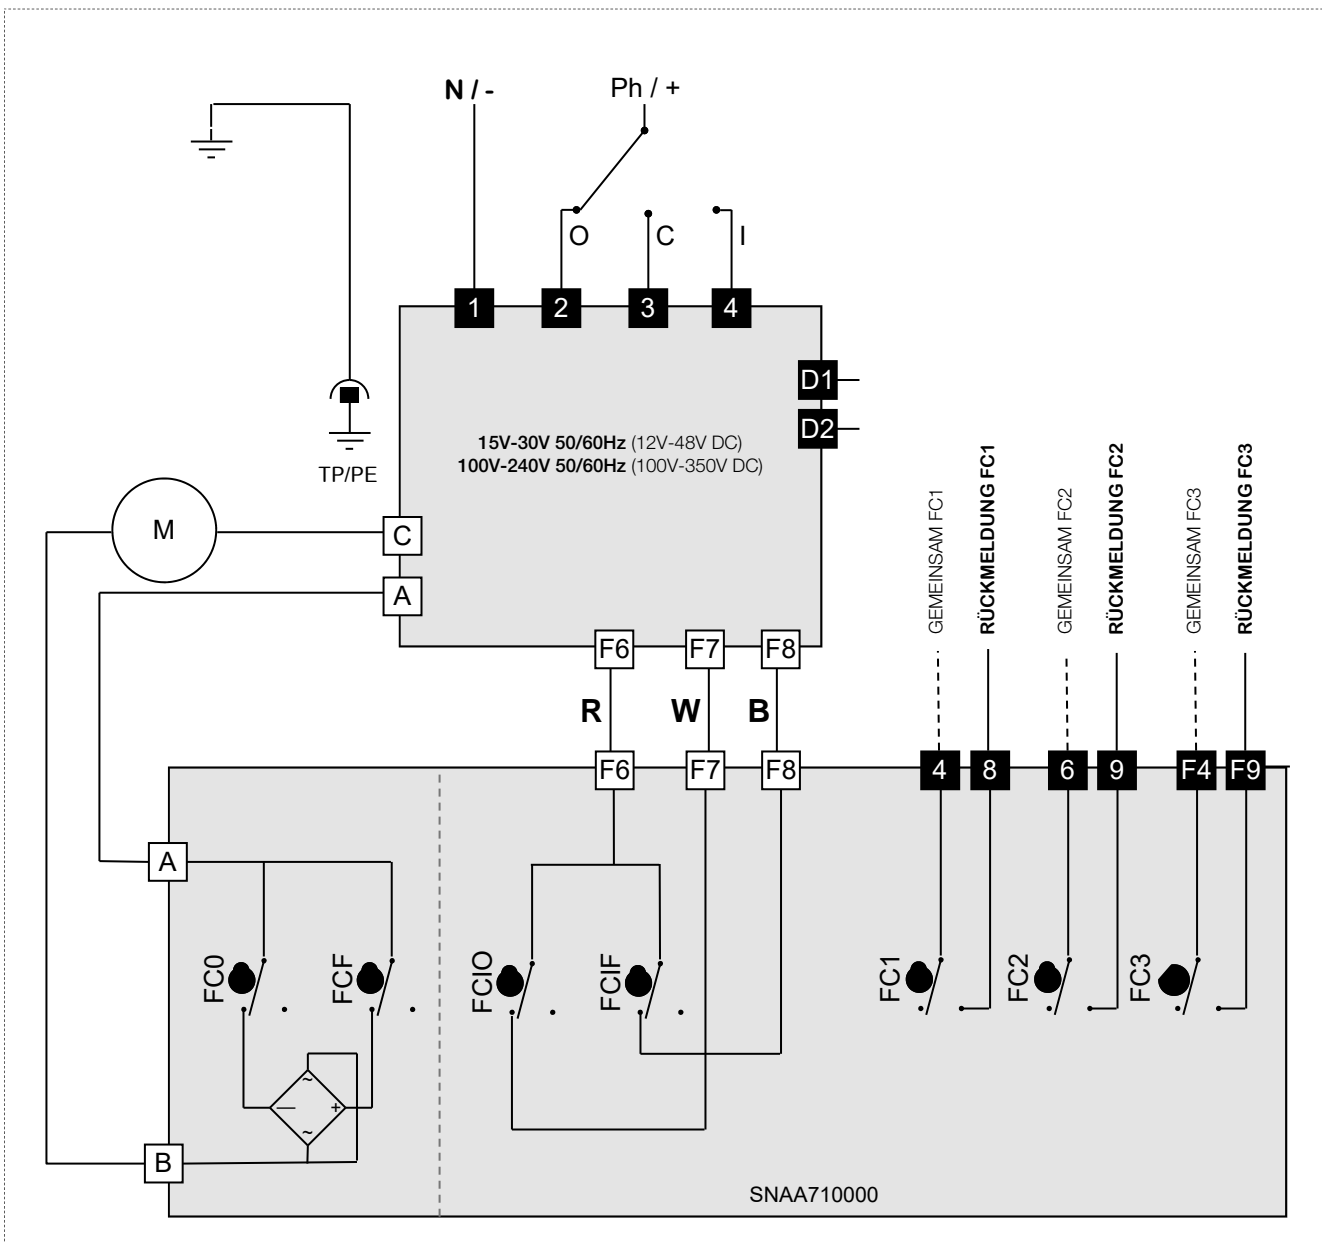 N / -
Ph / +
O
C
I
1
2
3
4
D1
D2
15V-30V 50/60Hz (12V-48V DC)
100V-240V 50/60Hz (100V-350V DC)
TP/PE
M
C
A
F6
F7
F8
R
W
B
GEMEINSAM FC1
RÜCKMELDUNG FC1
GEMEINSAM FC2
RÜCKMELDUNG FC2
GEMEINSAM FC3
RÜCKMELDUNG FC3
F6
F7
F8
4
8
6
9
F4
F9
A
FC0
FCF
FCIO
FCIF
FC1
FC2
FC3
~
—
+
~
B
SNAA710000